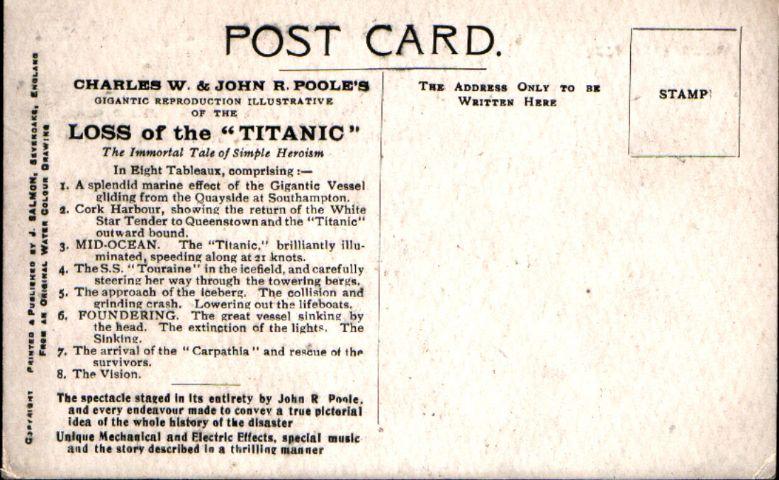 POST CARD.
CHARLES W. & JOHN R. POOLE'S
GIGANTIC REPRODUCTION ILLUSTRATIVE
OF THE
LOSS of the "TITANIC"
The Immortal Tale of Simple Heroism
In Eight Tableaux, comprising:—
1. A splendid marine effect of the Gigantic Vessel
gliding from the Quayside at Southampton.
2. Cork Harbour, showing the return of the White
Star Tender to Queenstown and the "Titanic"
outward bound.
3. MID-OCEAN. The "Titanic," brilliantly illu-
minated, speeding along at 21 knots.
4. The S.S. "Touraine" in the icefield, and carefully
steering her way through the towering bergs.
5. The approach of the iceberg. The collision and
grinding crash. Lowering out the lifeboats.
6. FOUNDERING. The great vessel sinking by
the head. The extinction of the lights. The
Sinking.
7. The arrival of the "Carpathia" and rescue of the
survivors.
8. The Vision.
The spectacle staged in its entirety by John R Poole,
and every endeavour made to convey a true pictorial
idea of the whole history of the disaster
Unique Mechanical and Electric Effects, special music
and the story described in a thrilling manner
THE ADDRESS ONLY TO BE
WRITTEN HERE
STAMP
COPYRIGHT PRINTED & PUBLISHED BY J. SALMON, SEVENOAKS, ENGLAND
FROM AN ORIGINAL WATER COLOUR DRAWING